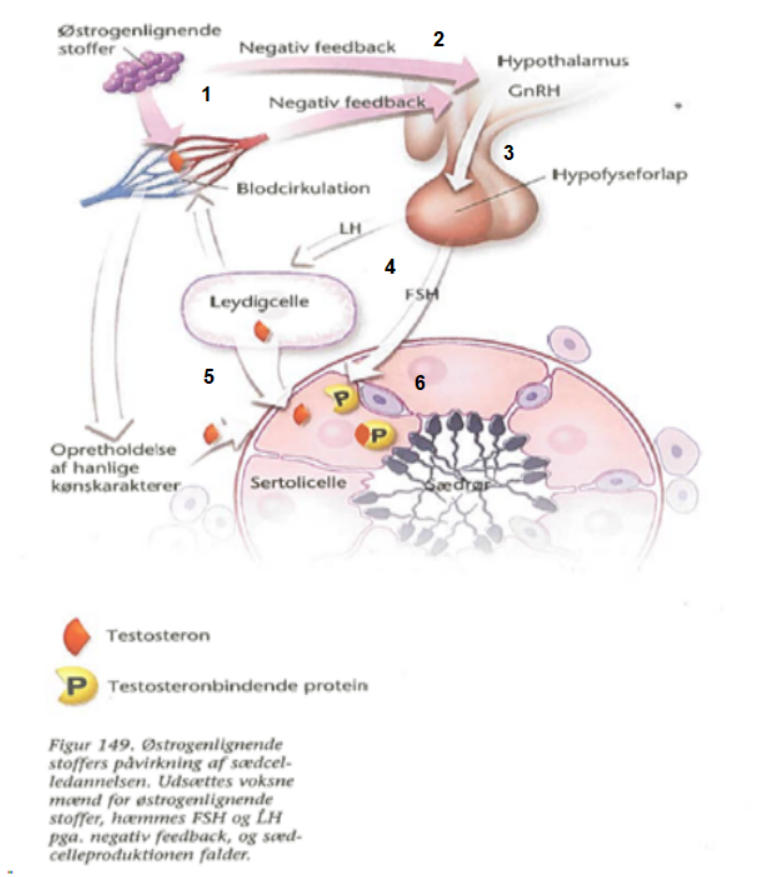 Østrogenlignende
stoffer
Negativ feedback
2
Hypothalamus
GnRH
1
Negativ feedback
3
Hypofyseforlap
Blodcirkulation
LH
4
FSH
Leydigcelle
5
6
P
P
Opretholdelse
af hanlige
kønskarakterer
Sertolicelle
Sædrør
Testosteron
P
Testosteronbindende protein
Figur 149. Østrogenlignende
stoffers påvirkning af sædcel-
ledannelsen. Udsættes voksne
mænd for østrogenlignende
stoffer, hæmmes FSH og LH
pga. negativ feedback, og sæd-
celleproduktionen falder.